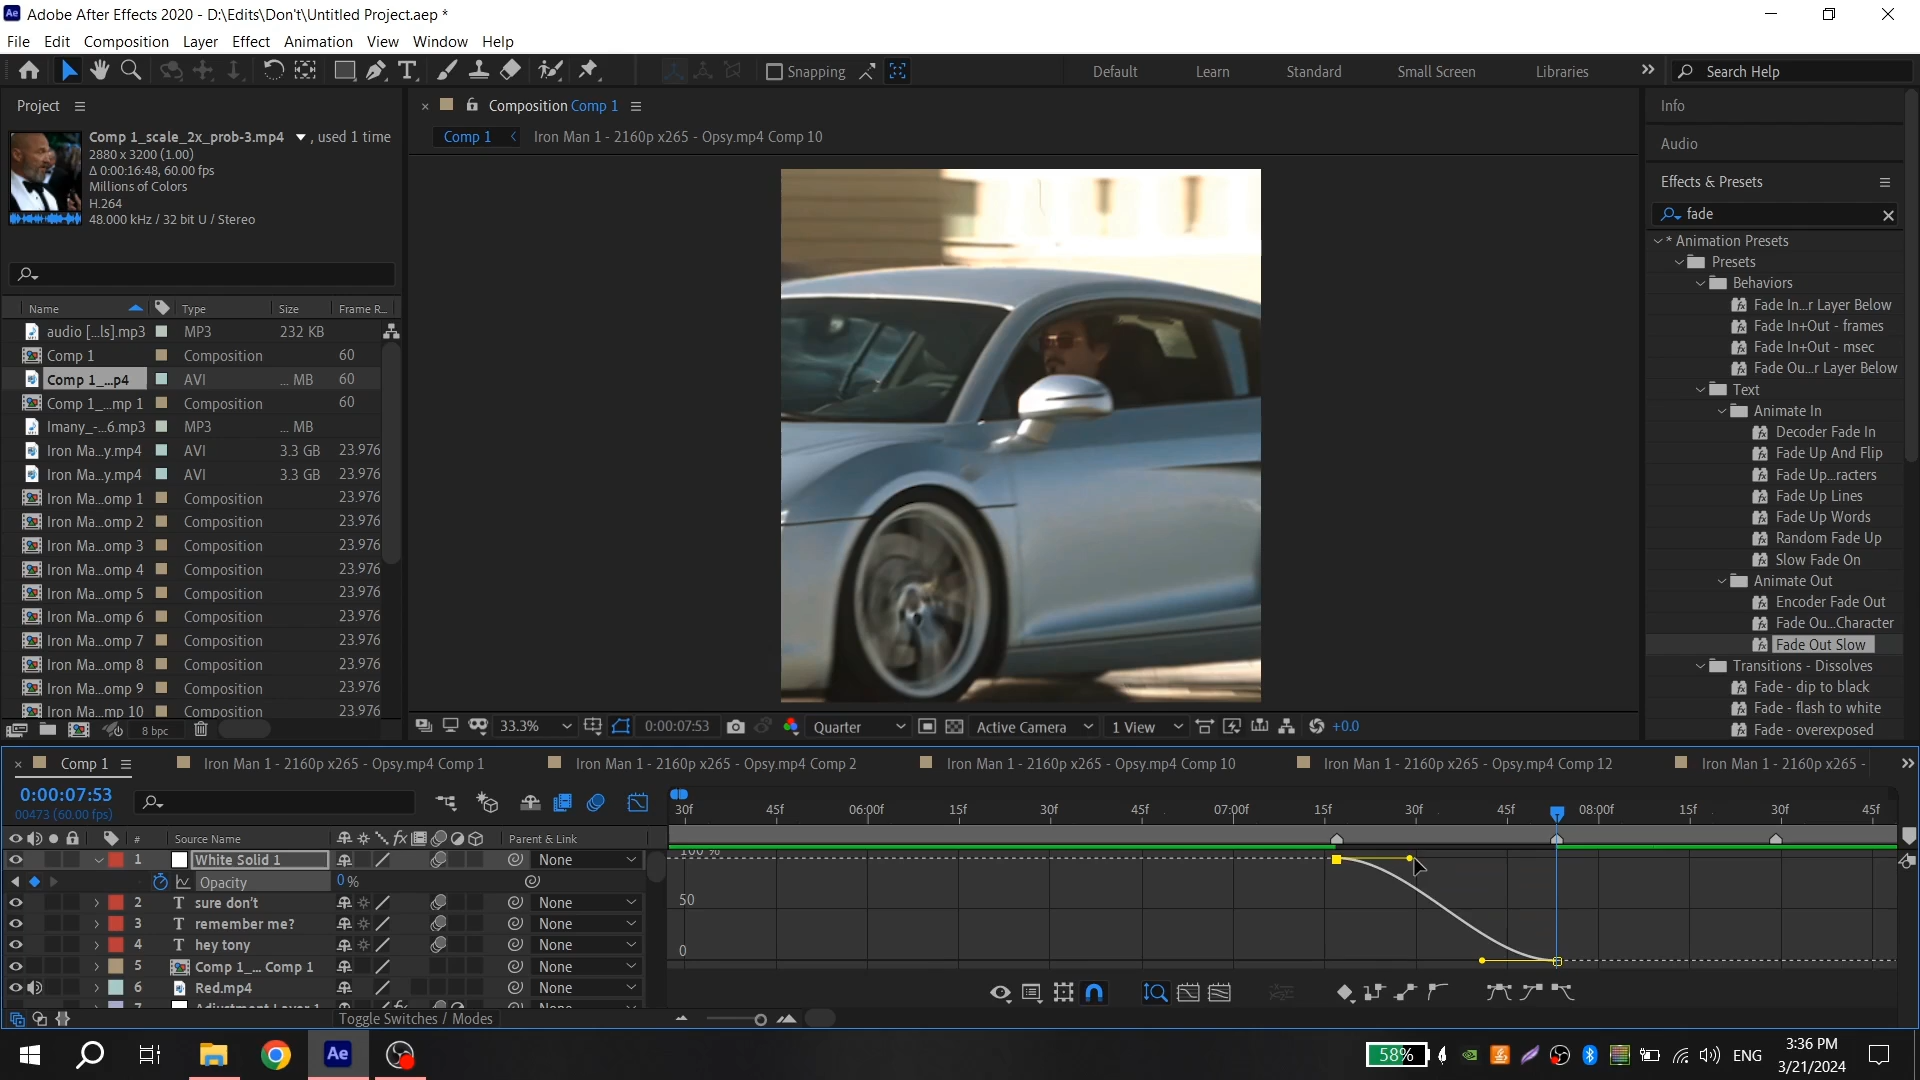 Adobe After Effects 2020 - D:\Edits\Don't\Untitled Project.aep *
File Edit Composition Layer Effect Animation View Window Help
Snapping Default Learn Standard Small Screen Libraries Search Help
Project
Comp 1_scale_2x_prob-3.mp4 , used 1 time
2880 x 3200 (1.00)
Δ 0:00:16:48, 60.00 fps
Millions of Colors
H.264
48.000 kHz / 32 bit U / Stereo
Name Type Size Frame R...
audio [...ls].mp3 MP3 232 KB
Comp 1 Composition 60
Comp 1_...p4 AVI ... MB 60
Comp 1_...mp 1 Composition 60
Imany_-...6.mp3 MP3 ... MB
Iron Ma...y.mp4 AVI 3.3 GB 23.976
Iron Ma...y.mp4 AVI 3.3 GB 23.976
Iron Ma...omp 1 Composition 23.976
Iron Ma...omp 2 Composition 23.976
Iron Ma...omp 3 Composition 23.976
Iron Ma...omp 4 Composition 23.976
Iron Ma...omp 5 Composition 23.976
Iron Ma...omp 6 Composition 23.976
Iron Ma...omp 7 Composition 23.976
Iron Ma...omp 8 Composition 23.976
Iron Ma...omp 9 Composition 23.976
Iron Ma...mp 10 Composition 23.976
8 bpc
Composition Comp 1
Comp 1 Iron Man 1 - 2160p x265 - Opsy.mp4 Comp 10
33.3% 0:00:07:53 Quarter Active Camera 1 View +0.0
Info
Audio
Effects & Presets
fade
* Animation Presets
Presets
Behaviors
Fade In...r Layer Below
Fade In+Out - frames
Fade In+Out - msec
Fade Ou...r Layer Below
Text
Animate In
Decoder Fade In
Fade Up And Flip
Fade Up...racters
Fade Up Lines
Fade Up Words
Random Fade Up
Slow Fade On
Animate Out
Encoder Fade Out
Fade Ou...Character
Fade Out Slow
Transitions - Dissolves
Fade - dip to black
Fade - flash to white
Fade - overexposed
Comp 1 Iron Man 1 - 2160p x265 - Opsy.mp4 Comp 1 Iron Man 1 - 2160p x265 - Opsy.mp4 Comp 2 Iron Man 1 - 2160p x265 - Opsy.mp4 Comp 10 Iron Man 1 - 2160p x265 - Opsy.mp4 Comp 12 Iron Man 1 - 2160p x265 -
0:00:07:53
00473 (60.00 fps)
30f 45f 06:00f 15f 30f 45f 07:00f 15f 30f 45f 08:00f 15f 30f 45f
# Source Name Parent & Link
1 White Solid 1 None
Opacity 0 %
2 T sure don't None
3 T remember me? None
4 T hey tony None
5 Comp 1_... Comp 1 None
6 Red.mp4 None
7 Adjustment Layer 1 None
100 %
50
0
Toggle Switches / Modes
Ae
58% ENG
3:36 PM
3/21/2024